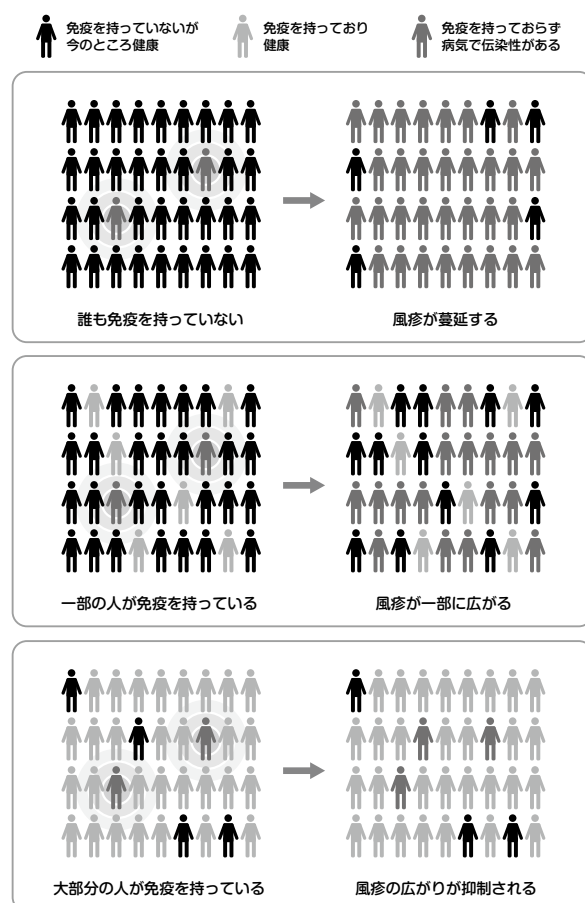 免疫を持っていないが
今のところ健康
免疫を持っており
健康
免疫を持っておらず
病気で伝染性がある
誰も免疫を持っていない
風疹が蔓延する
一部の人が免疫を持っている
風疹が一部に広がる
大部分の人が免疫を持っている
風疹の広がりが抑制される